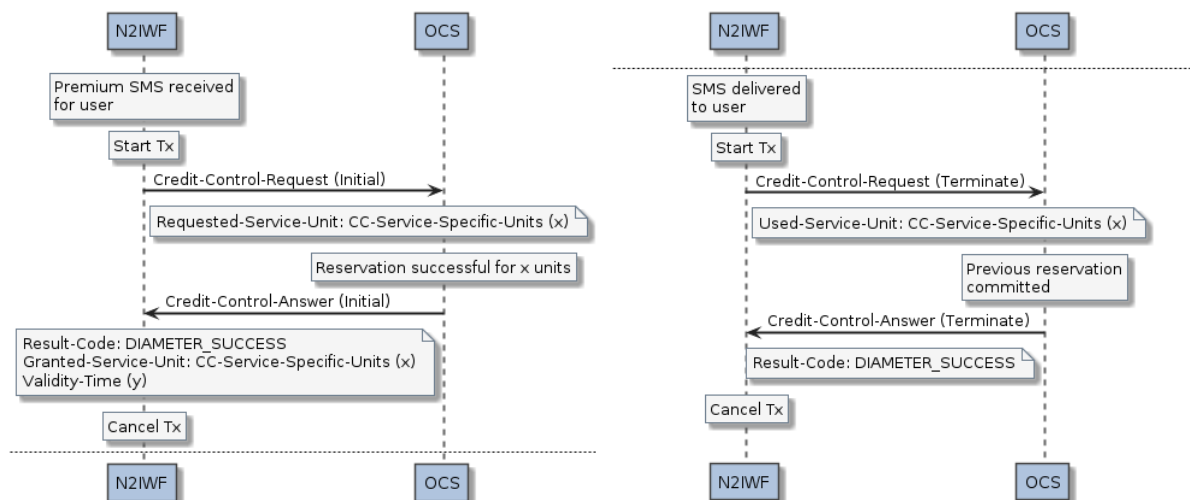 N2IWF
OCS
Premium SMS received
for user
Start Tx
Credit-Control-Request (Initial)
Requested-Service-Unit: CC-Service-Specific-Units (x)
Reservation successful for x units
Credit-Control-Answer (Initial)
Result-Code: DIAMETER_SUCCESS
Granted-Service-Unit: CC-Service-Specific-Units (x)
Validity-Time (y)
Cancel Tx
N2IWF
OCS
N2IWF
OCS
SMS delivered
to user
Start Tx
Credit-Control-Request (Terminate)
Used-Service-Unit: CC-Service-Specific-Units (x)
Previous reservation
committed
Credit-Control-Answer (Terminate)
Result-Code: DIAMETER_SUCCESS
Cancel Tx
N2IWF
OCS